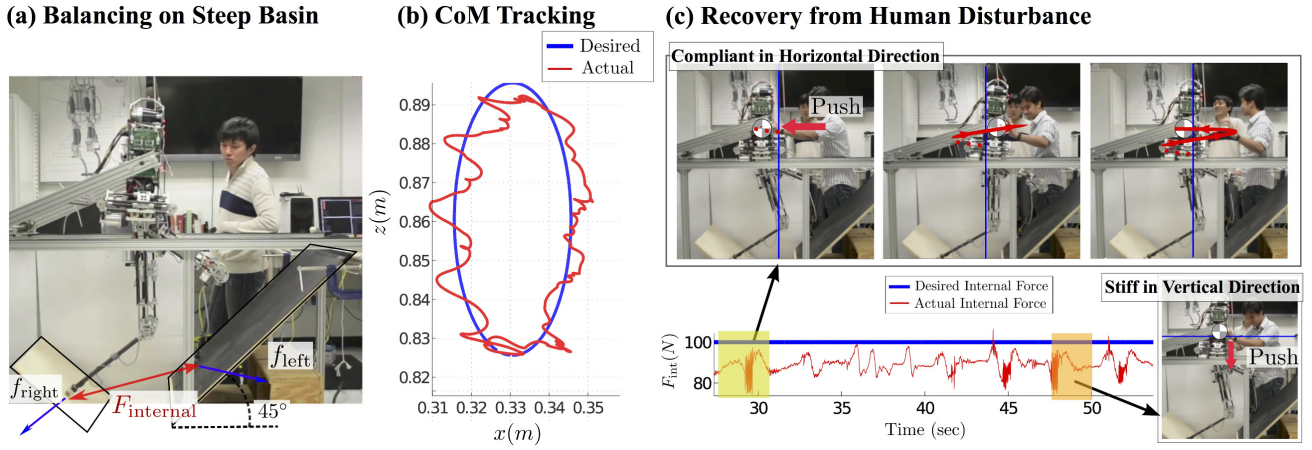 (a) Balancing on Steep Basin
(b) CoM Tracking
(c) Recovery from Human Disturbance
f_right
F_internal
f_left
45°
Desired
Actual
z(m)
0.89
0.88
0.87
0.86
0.85
0.84
0.83
0.82
0.31 0.32 0.33 0.34 0.35
x(m)
Compliant in Horizontal Direction
Push
Desired Internal Force
Actual Internal Force
F_int(N)
100
80
30 35 40 45 50
Time (sec)
Stiff in Vertical Direction
Push